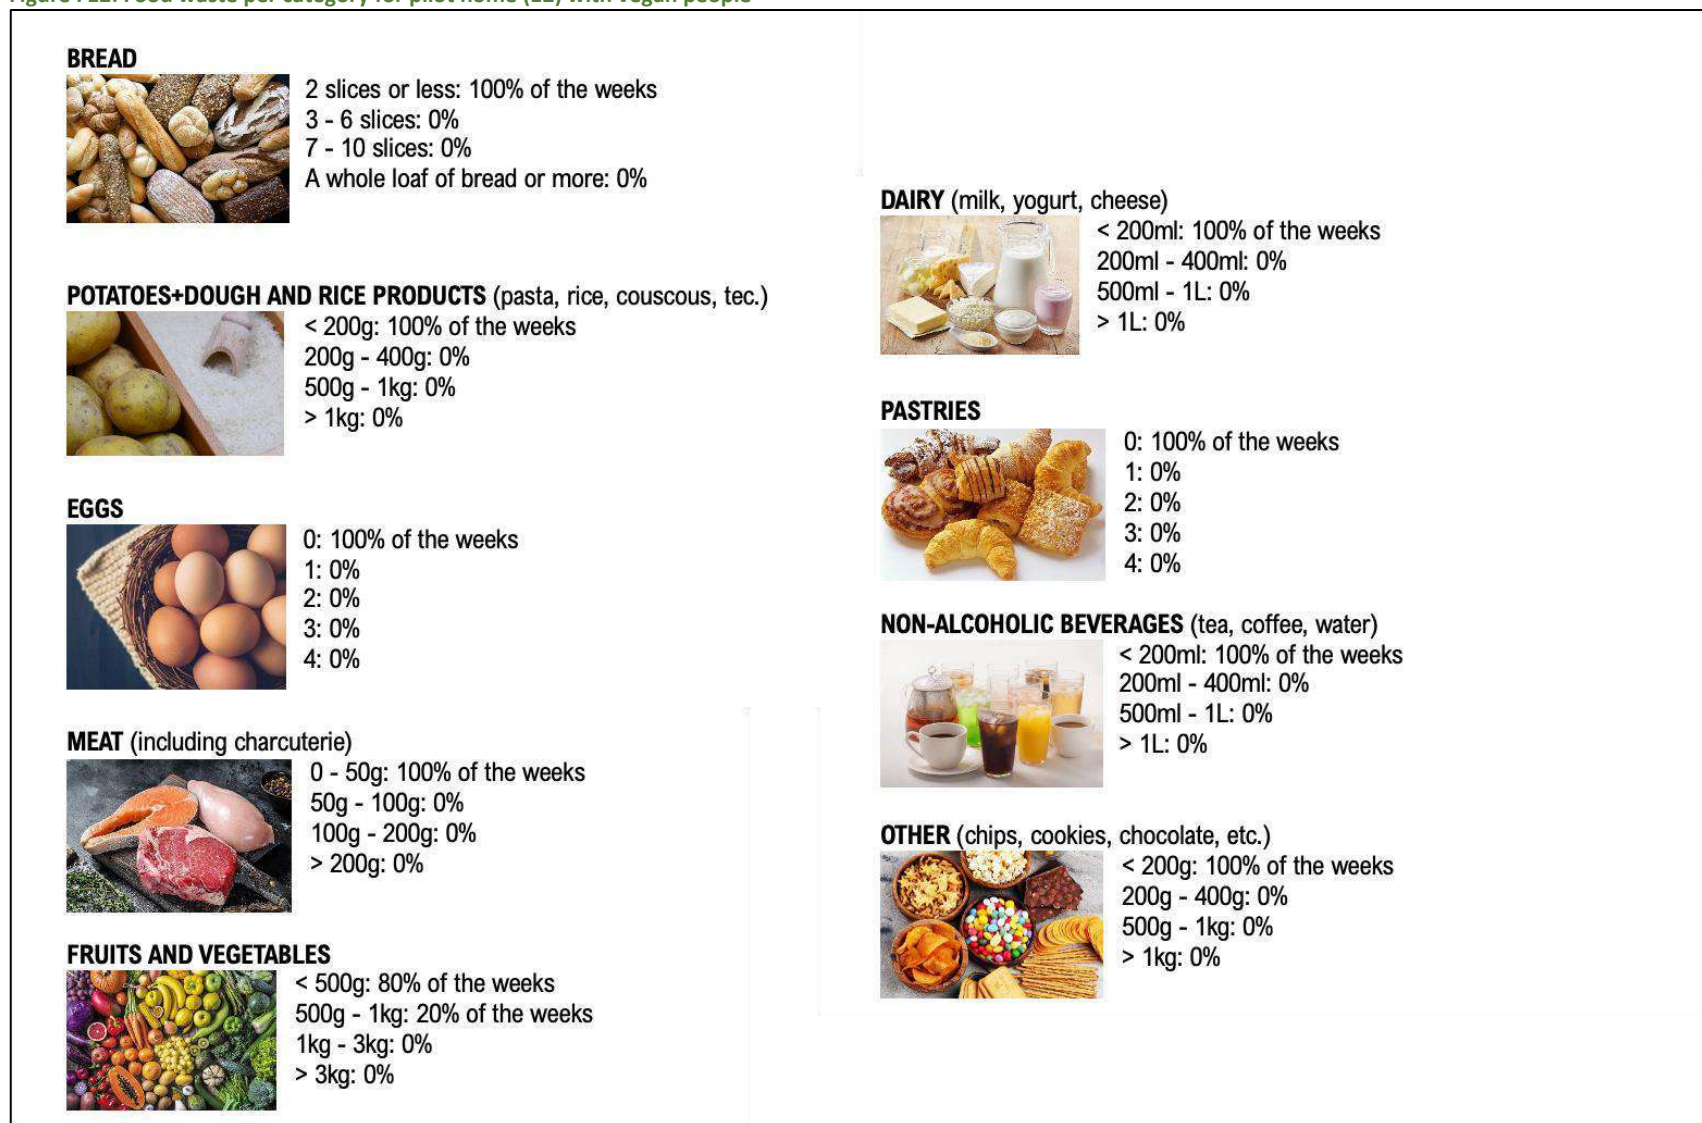 BREAD
2 slices or less: 100% of the weeks
3 - 6 slices: 0%
7 - 10 slices: 0%
A whole loaf of bread or more: 0%
POTATOES+DOUGH AND RICE PRODUCTS (pasta, rice, couscous, tec.)
< 200g: 100% of the weeks
200g - 400g: 0%
500g - 1kg: 0%
> 1kg: 0%
EGGS
0: 100% of the weeks
1: 0%
2: 0%
3: 0%
4: 0%
MEAT (including charcuterie)
0 - 50g: 100% of the weeks
50g - 100g: 0%
100g - 200g: 0%
> 200g: 0%
FRUITS AND VEGETABLES
< 500g: 80% of the weeks
500g - 1kg: 20% of the weeks
1kg - 3kg: 0%
> 3kg: 0%
DAIRY (milk, yogurt, cheese)
< 200ml: 100% of the weeks
200ml - 400ml: 0%
500ml - 1L: 0%
> 1L: 0%
PASTRIES
0: 100% of the weeks
1: 0%
2: 0%
3: 0%
4: 0%
NON-ALCOHOLIC BEVERAGES (tea, coffee, water)
< 200ml: 100% of the weeks
200ml - 400ml: 0%
500ml - 1L: 0%
> 1L: 0%
OTHER (chips, cookies, chocolate, etc.)
< 200g: 100% of the weeks
200g - 400g: 0%
500g - 1kg: 0%
> 1kg: 0%